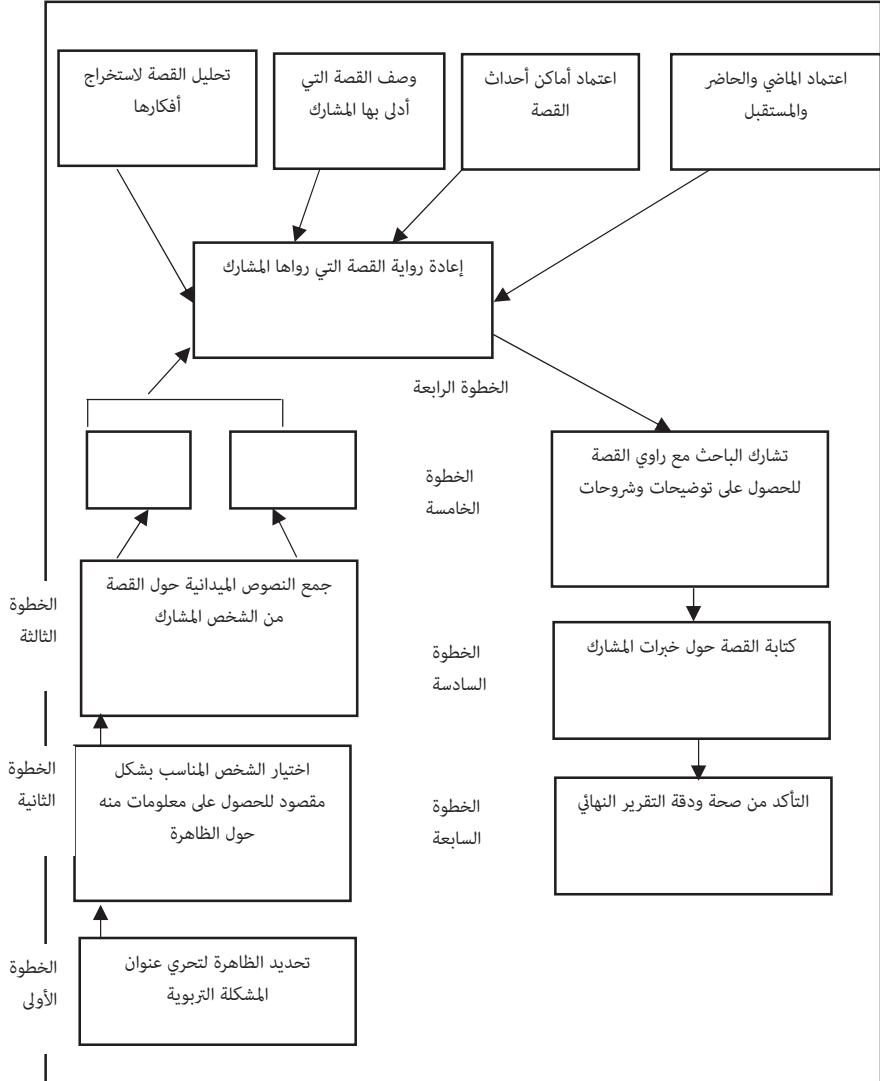 اعتماد الماضي والحاضر
والمستقبل
اعتماد أماكن أحداث
القصة
وصف القصة التي
أدلى بها المشارك
تحليل القصة لاستخراج
أفكارها
إعادة رواية القصة التي رواها المشارك
الخطوة الرابعة
تشارك الباحث مع راوي القصة
للحصول على توضيحات وشروحات
الخطوة
الخامسة
جمع النصوص الميدانية حول القصة
من الشخص المشارك
الخطوة
الثالثة
كتابة القصة حول خبرات المشارك
الخطوة
السادسة
اختيار الشخص المناسب بشكل
مقصود للحصول على معلومات منه
حول الظاهرة
الخطوة
الثانية
التأكد من صحة ودقة التقرير النهائي
الخطوة
السابعة
تحديد الظاهرة لتحري عنوان
المشكلة التربوية
الخطوة
الأولى